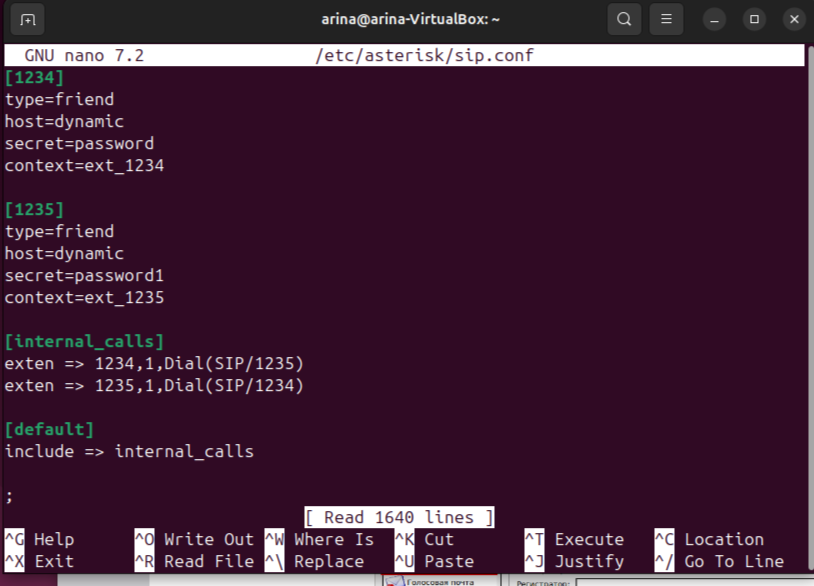 arina@arina-VirtualBox: ~
GNU nano 7.2 /etc/asterisk/sip.conf
[1234]
type=friend
host=dynamic
secret=password
context=ext_1234
[1235]
type=friend
host=dynamic
secret=password1
context=ext_1235
[internal_calls]
exten => 1234,1,Dial(SIP/1235)
exten => 1235,1,Dial(SIP/1234)
[default]
include => internal_calls
;
[ Read 1640 lines ]
^G Help ^O Write Out ^W Where Is ^K Cut ^T Execute ^C Location
^X Exit ^R Read File ^\ Replace ^U Paste ^J Justify ^/ Go To Line
Голосовая почта Регистратор: